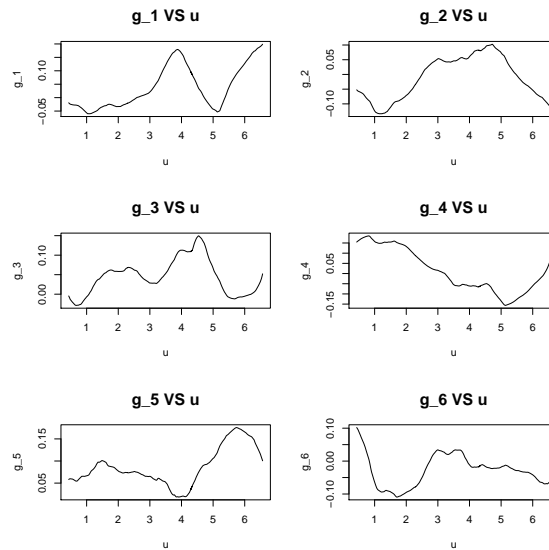 g_1 VS u
g_1
-0.05 0.10
1 2 3 4 5 6
u
g_2 VS u
g_2
-0.10 0.05
1 2 3 4 5 6
u
g_3 VS u
g_3
0.00 0.10
1 2 3 4 5 6
u
g_4 VS u
g_4
-0.15 0.05
1 2 3 4 5 6
u
g_5 VS u
g_5
0.05 0.15
1 2 3 4 5 6
u
g_6 VS u
g_6
-0.10 0.00 0.10
1 2 3 4 5 6
u